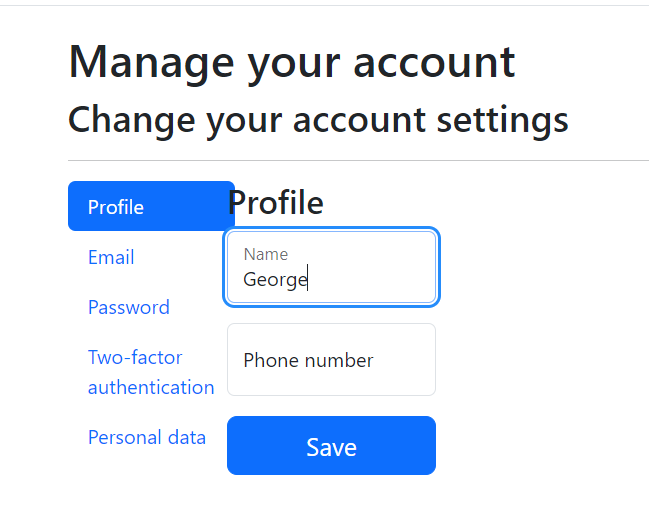 Manage your account
Change your account settings
Profile
Email
Password
Two-factor
authentication
Personal data
Profile
Name
George
Phone number
Save